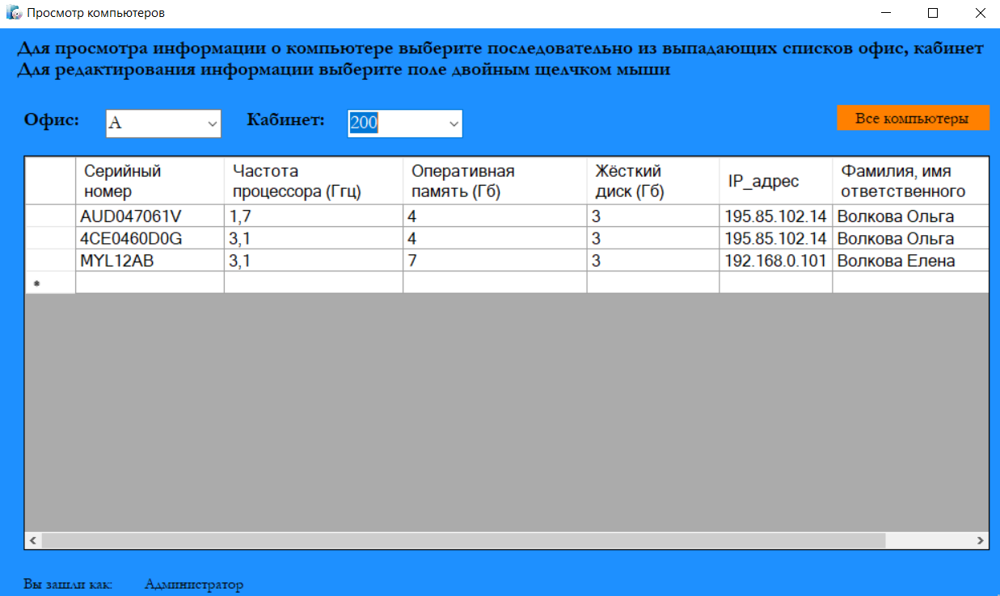 Просмотр компьютеров
Для просмотра информации о компьютере выберите последовательно из выпадающих списков офис, кабинет
Для редактирования информации выберите поле двойным щелчком мыши
Офис: A Кабинет: 200 Все компьютеры
Серийный номер Частота процессора (Ггц) Оперативная память (Гб) Жёсткий диск (Гб) IP_адрес Фамилия, имя ответственного
AUD047061V 1,7 4 3 195.85.102.14 Волкова Ольга
4CE0460D0G 3,1 4 3 195.85.102.14 Волкова Ольга
MYL12AB 3,1 7 3 192.168.0.101 Волкова Елена
Вы зашли как: Администратор